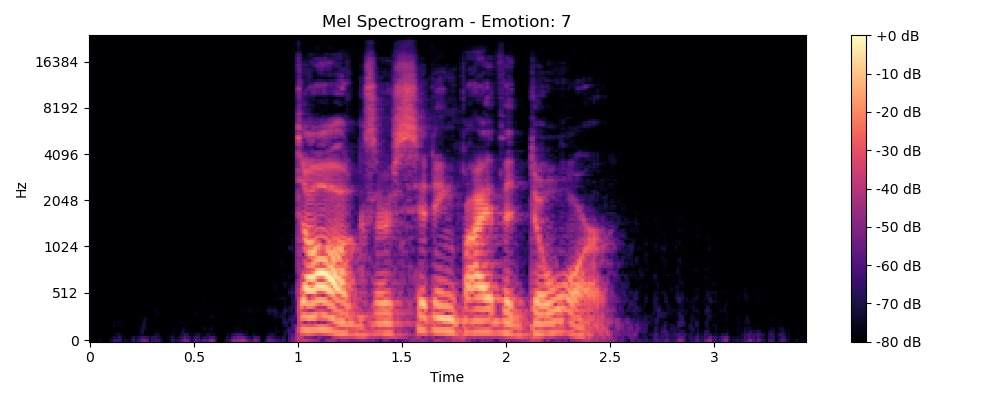 Mel Spectrogram - Emotion: 7
Hz
16384
8192
4096
2048
1024
512
0
0 0.5 1 1.5 2 2.5 3
Time
+0 dB
-10 dB
-20 dB
-30 dB
-40 dB
-50 dB
-60 dB
-70 dB
-80 dB